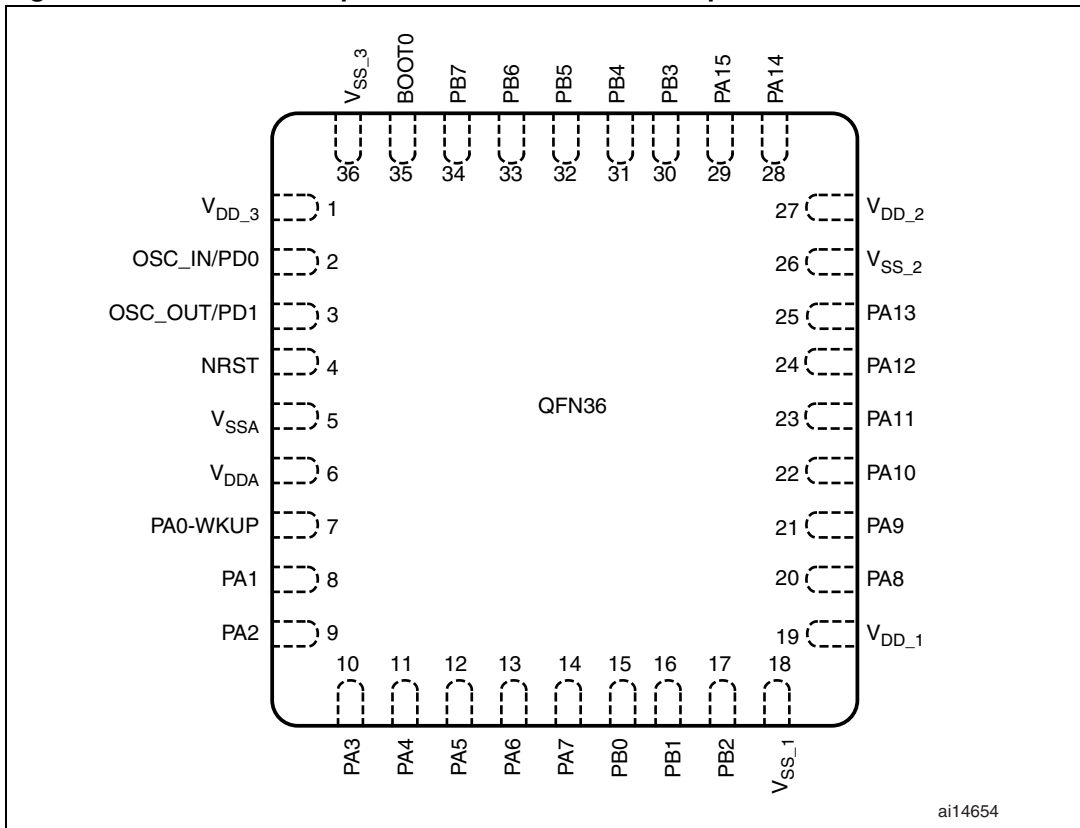 VSS_3
BOOT0
PB7
PB6
PB5
PB4
PB3
PA15
PA14
36 35 34 33 32 31 30 29 28
VDD_3 1
27 VDD_2
OSC_IN/PD0 2
26 VSS_2
OSC_OUT/PD1 3
25 PA13
NRST 4
24 PA12
QFN36
VSSA 5
23 PA11
VDDA 6
22 PA10
PA0-WKUP 7
21 PA9
PA1 8
20 PA8
PA2 9
19 VDD_1
10 11 12 13 14 15 16 17 18
PA3
PA4
PA5
PA6
PA7
PB0
PB1
PB2
VSS_1
ai14654